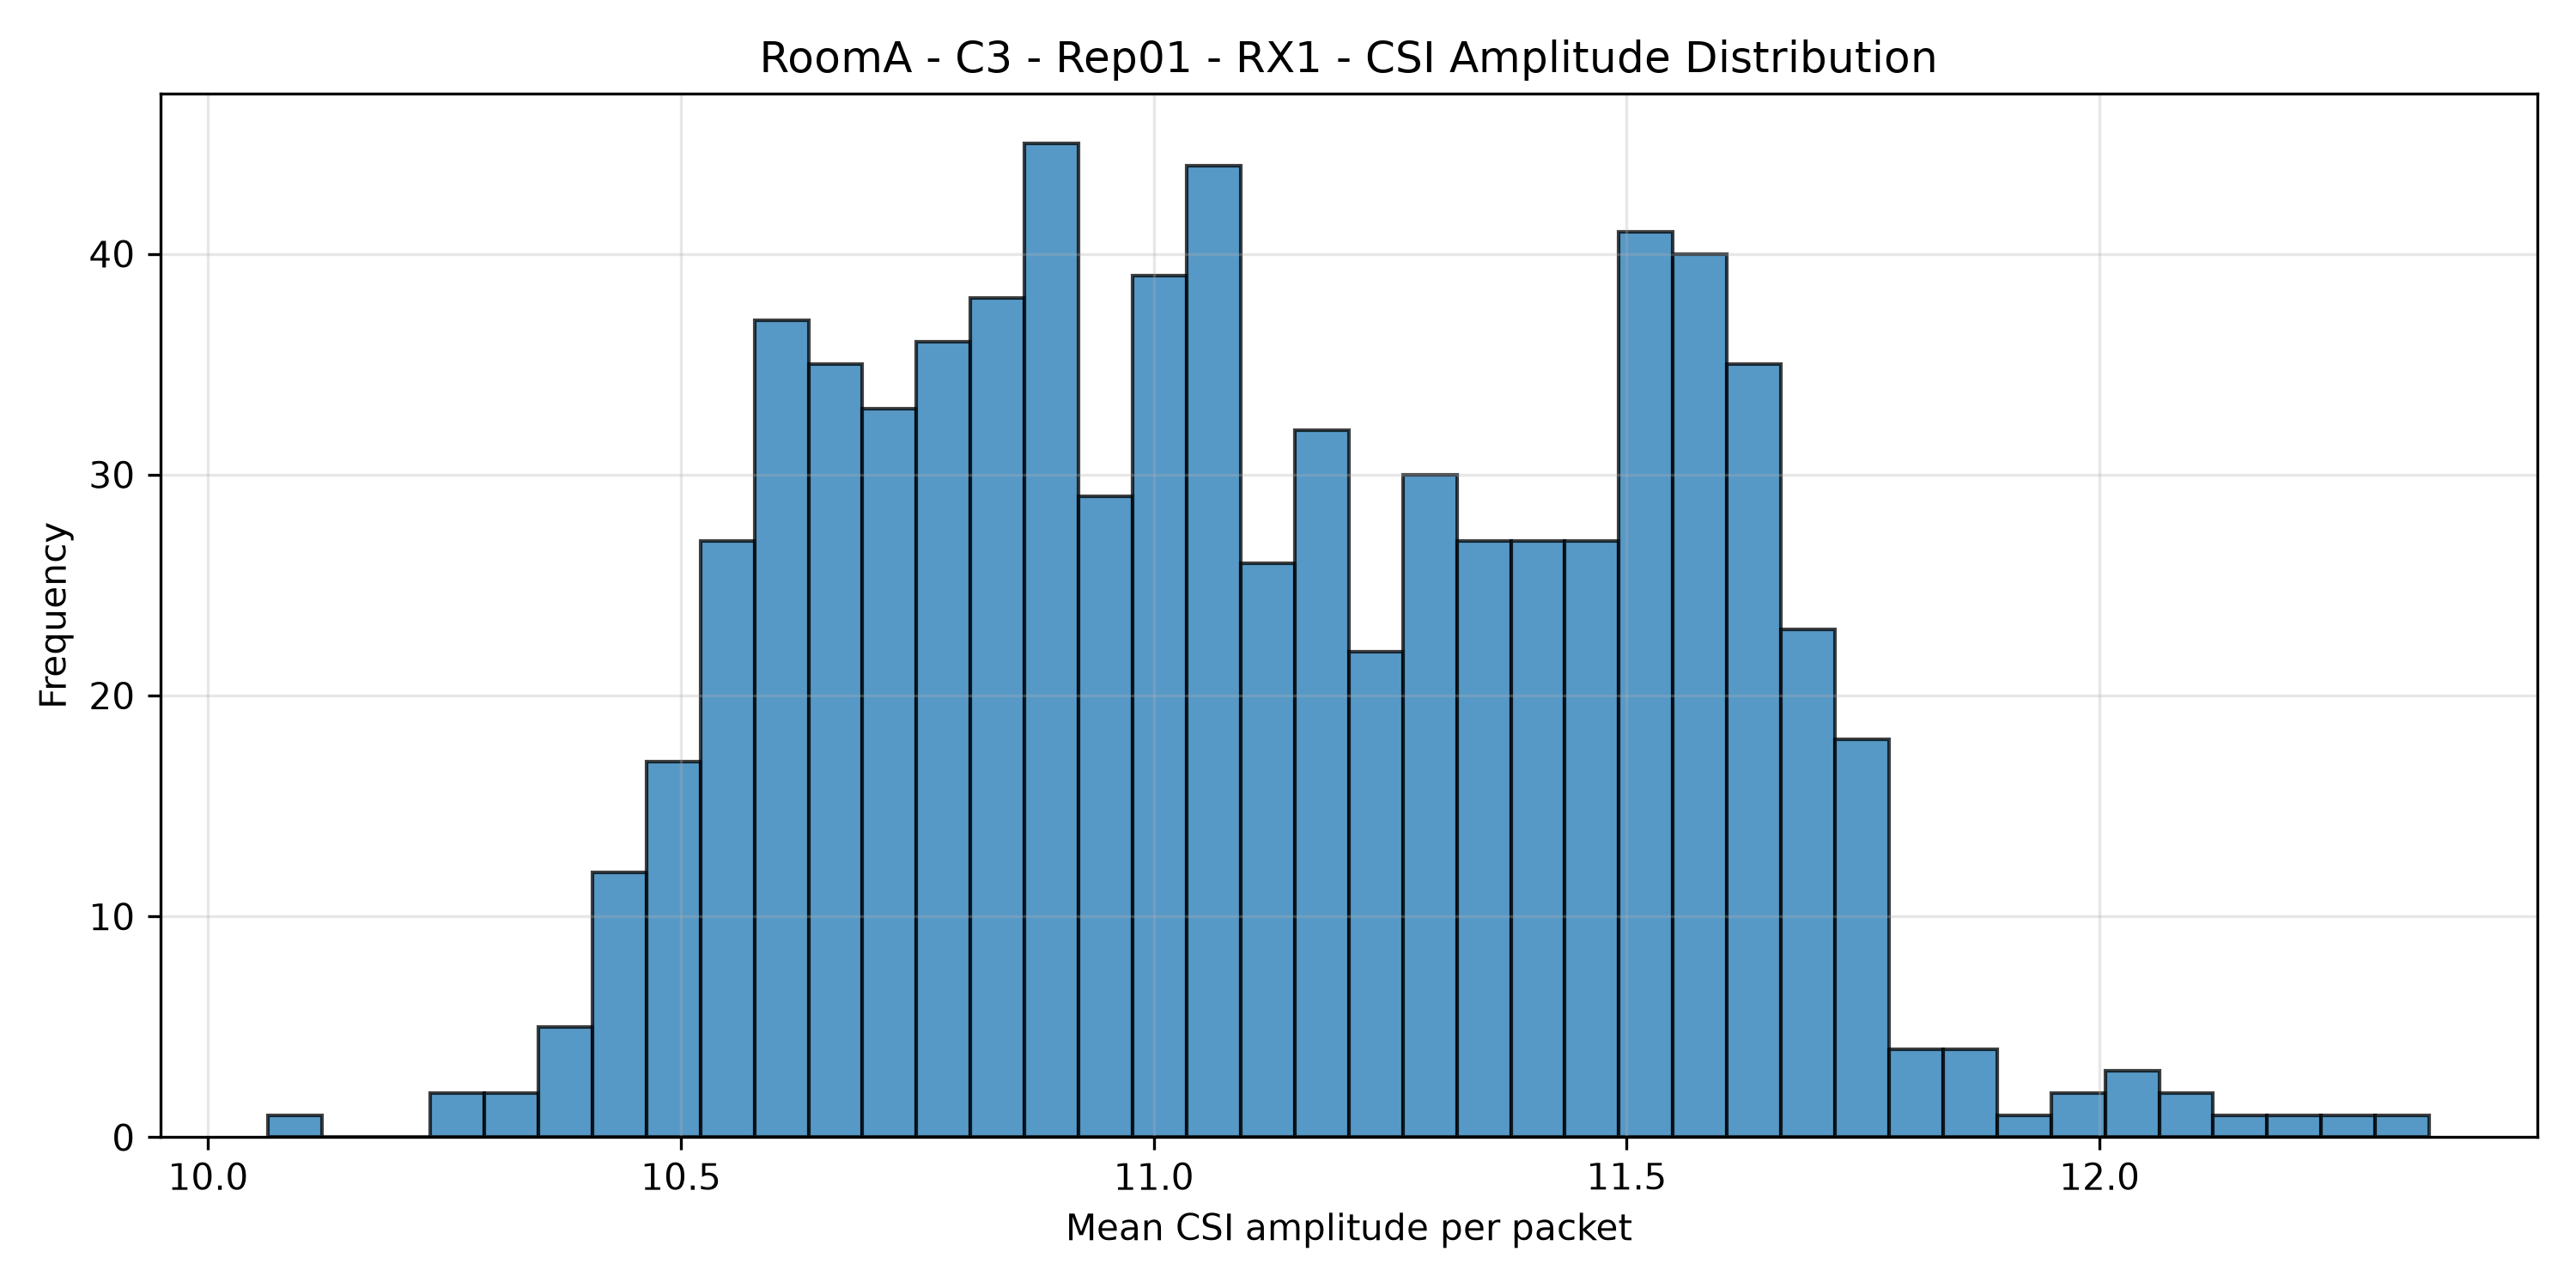 RoomA - C3 - Rep01 - RX1 - CSI Amplitude Distribution
Frequency
40
30
20
10
0
10.0 10.5 11.0 11.5 12.0
Mean CSI amplitude per packet